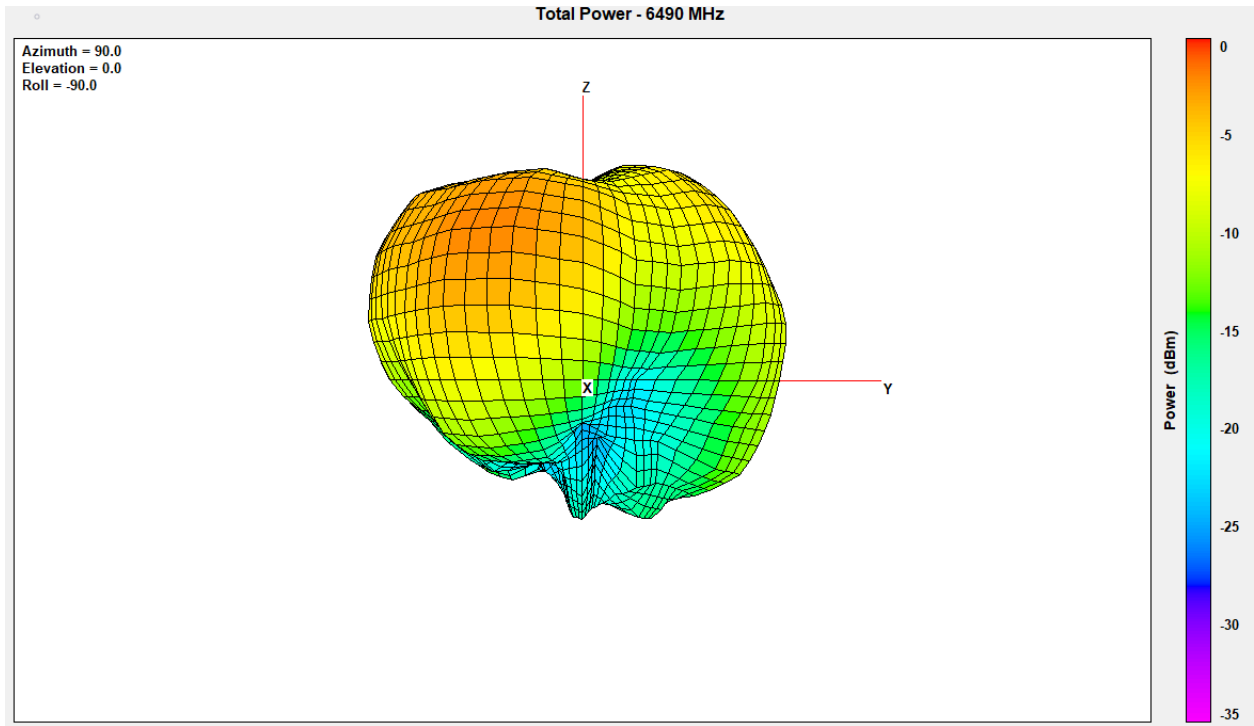 Total Power - 6490 MHz
Azimuth = 90.0
Elevation = 0.0
Roll = -90.0
Z
X
Y
0
-5
-10
-15
-20
-25
-30
-35
Power (dBm)